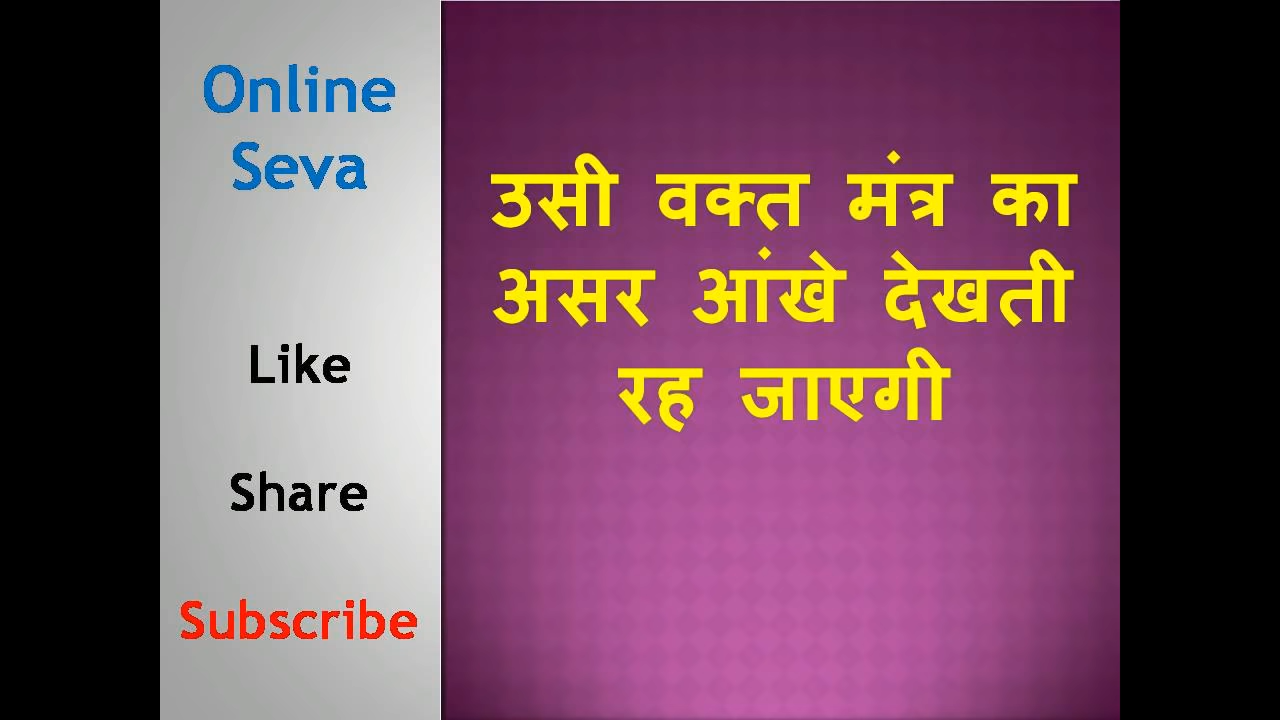 Online
Seva
Like
Share
Subscribe
उसी वक्त मंत्र का
असर आंखे देखती
रह जाएगी